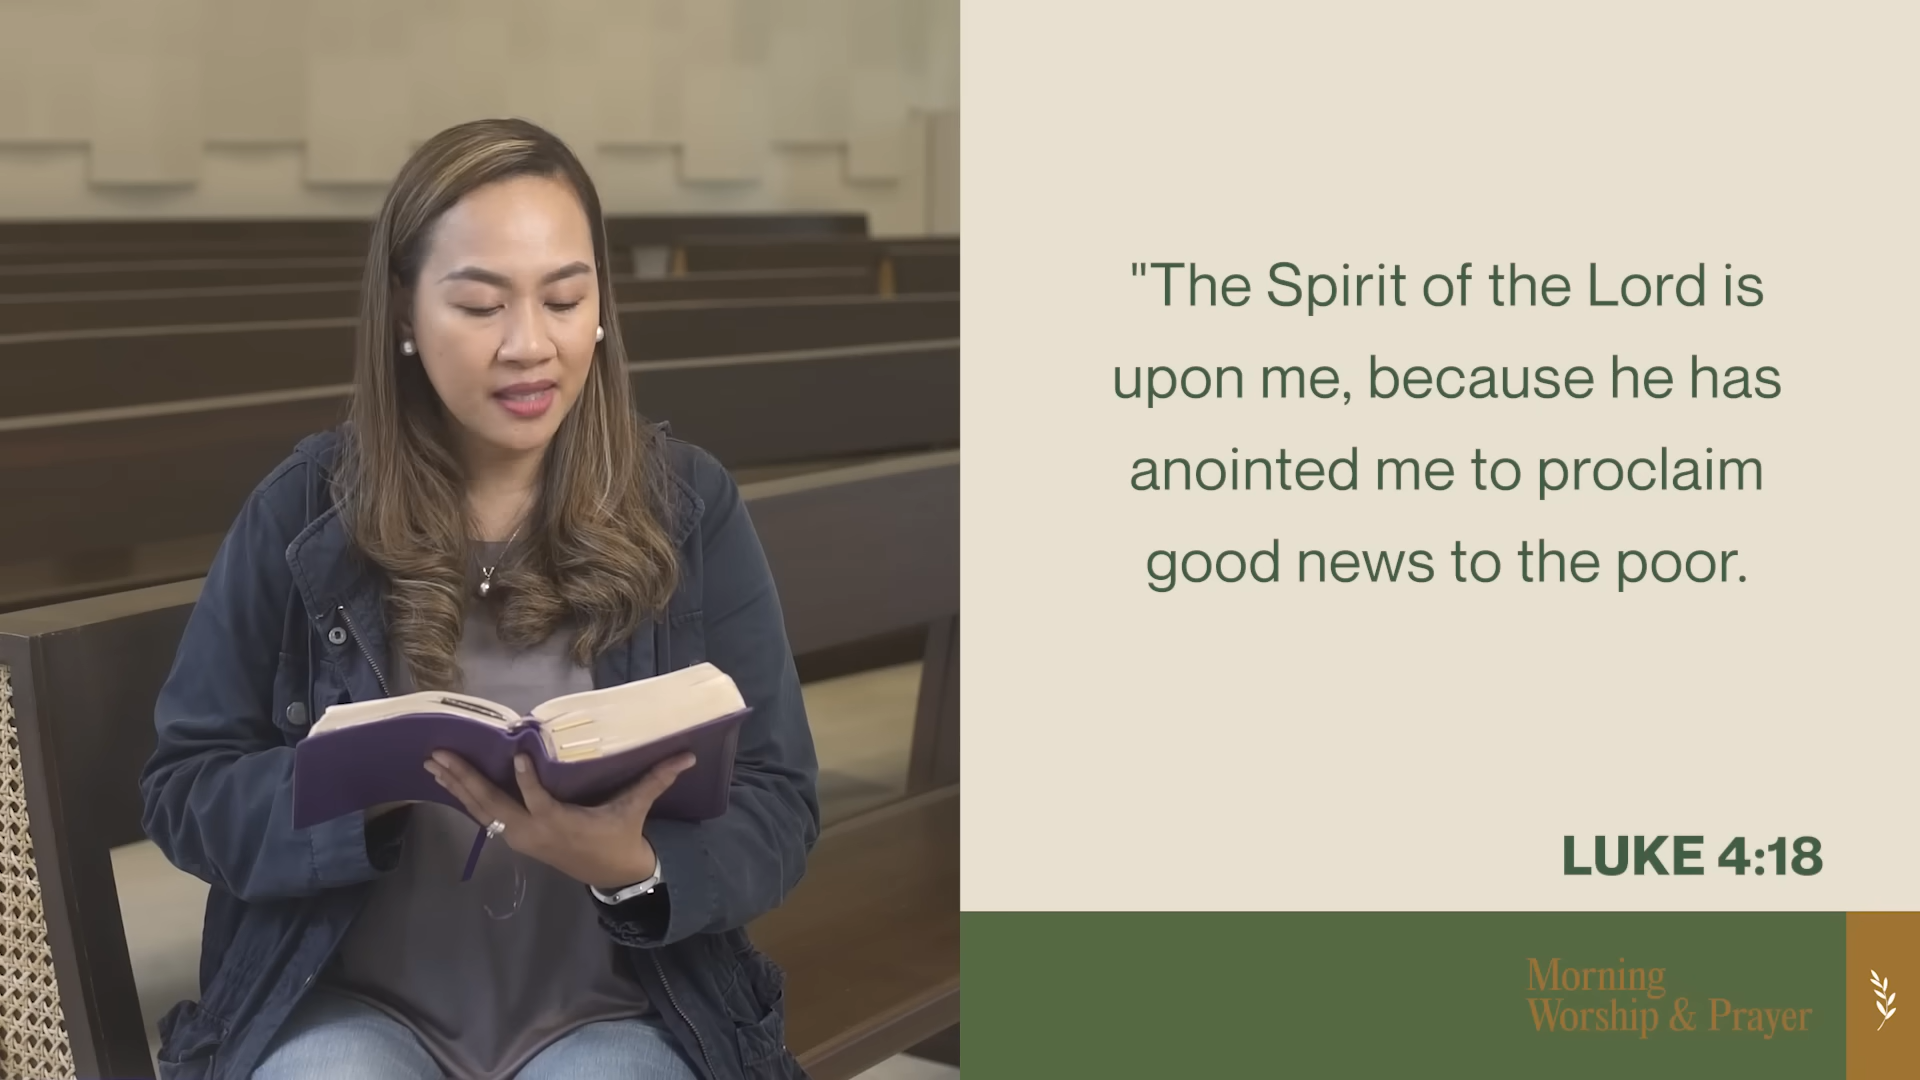 "The Spirit of the Lord is
upon me, because he has
anointed me to proclaim
good news to the poor.
LUKE 4:18
Morning
Worship & Prayer